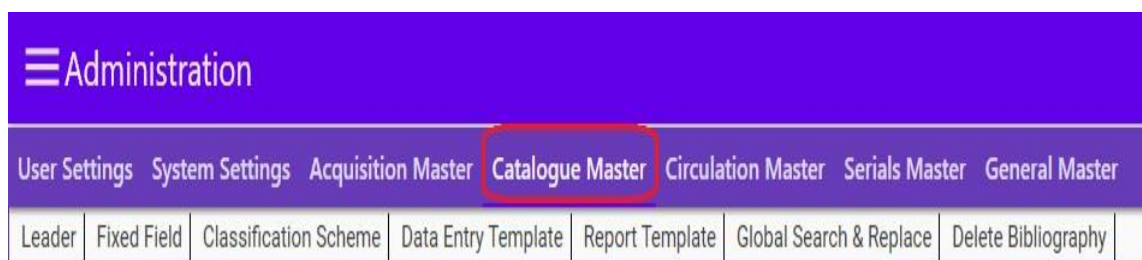 Administration
User Settings System Settings Acquisition Master Catalogue Master Circulation Master Serials Master General Master
Leader Fixed Field Classification Scheme Data Entry Template Report Template Global Search & Replace Delete Bibliography